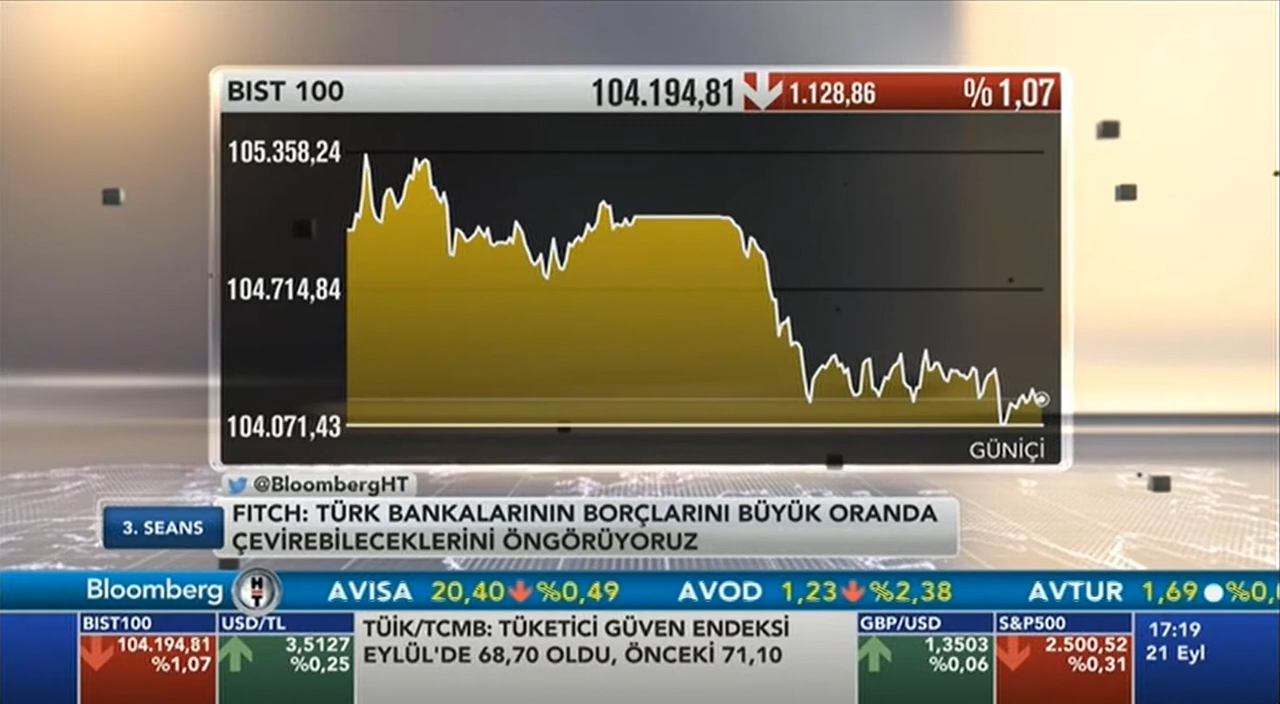 BIST 100 104.194,81 1.128,86 %1,07
105.358,24
104.714,84
104.071,43
GÜNİÇİ
@BloombergHT
3. SEANS
FITCH: TÜRK BANKALARININ BORÇLARINI BÜYÜK ORANDA
ÇEVİREBİLECEKLERİNİ ÖNGÖRÜYORUZ
Bloomberg HT AVISA 20,40 %0,49 AVOD 1,23 %2,38 AVTUR 1,69
BIST100
104.194,81
%1,07
USD/TL
3,5127
%0,25
TÜİK/TCMB: TÜKETİCİ GÜVEN ENDEKSİ
EYLÜL'DE 68,70 OLDU, ÖNCEKİ 71,10
GBP/USD
1,3503
%0,06
S&P500
2.500,52
%0,31
17:19
21 Eyl